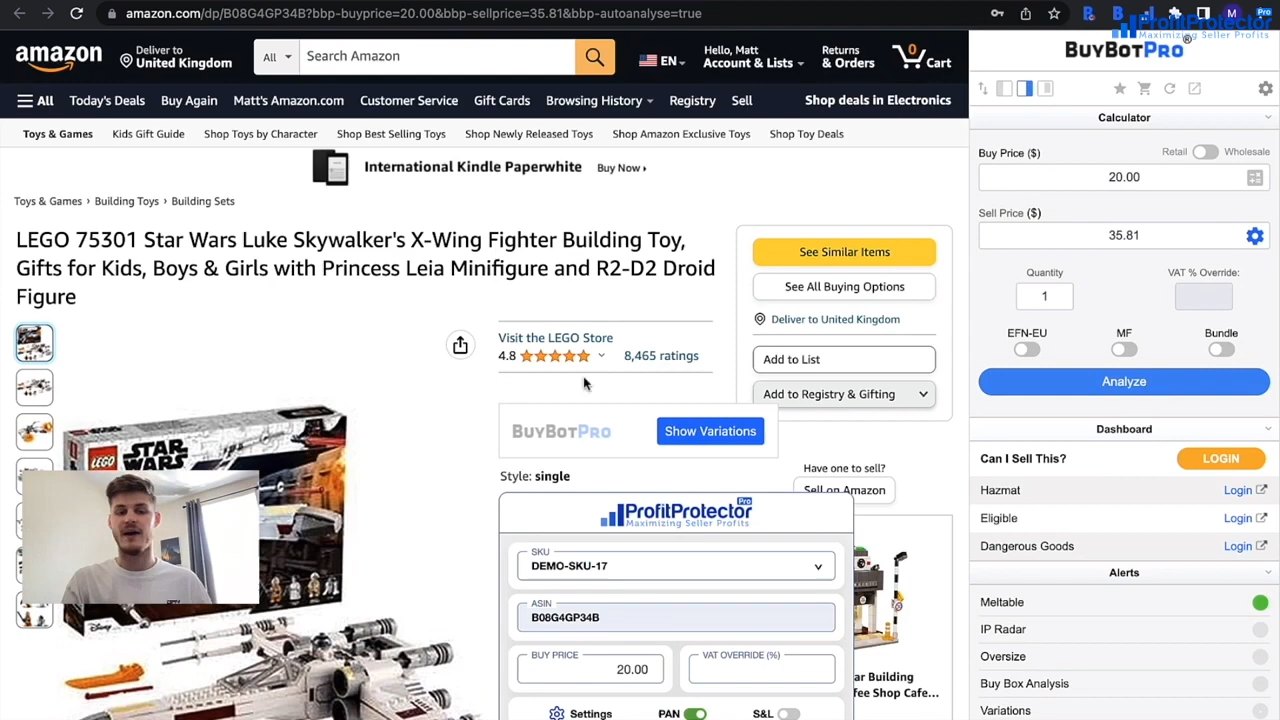 amazon.com/dp/B08G4GP34B?bbp-buyprice=20.00&bbp-sellprice=35.81&bbp-autoanalyse=true
M
Pro
ProfitProtector
Maximizing Seller Profits
amazon
Deliver to
United Kingdom
All
Search Amazon
EN
Hello, Matt
Account & Lists
Returns
& Orders
0
Cart
All
Today's Deals
Buy Again
Matt's Amazon.com
Customer Service
Gift Cards
Browsing History
Registry
Sell
Shop deals in Electronics
Toys & Games
Kids Gift Guide
Shop Toys by Character
Shop Best Selling Toys
Shop Newly Released Toys
Shop Amazon Exclusive Toys
Shop Toy Deals
International Kindle Paperwhite
Buy Now
Toys & Games › Building Toys › Building Sets
LEGO 75301 Star Wars Luke Skywalker's X-Wing Fighter Building Toy,
Gifts for Kids, Boys & Girls with Princess Leia Minifigure and R2-D2 Droid
Figure
Visit the LEGO Store
4.8
8,465 ratings
BUYBOTPRO
Show Variations
Style: single
ProfitProtector
Pro
Maximizing Seller Profits
SKU
DEMO-SKU-17
ASIN
B08G4GP34B
BUY PRICE
20.00
VAT OVERRIDE (%)
Settings
PAN
S&L
LEGO
STAR
WARS
Disney
See Similar Items
See All Buying Options
Deliver to United Kingdom
Add to List
Add to Registry & Gifting
Have one to sell?
Sell on Amazon
ar Building
fee Shop Cafe...
BUYBOTPRO®
Calculator
Buy Price ($)
Retail
Wholesale
20.00
Sell Price ($)
35.81
Quantity
VAT % Override:
1
EFN-EU
MF
Bundle
Analyze
Dashboard
Can I Sell This?
LOGIN
Hazmat
Login
Eligible
Login
Dangerous Goods
Login
Alerts
Meltable
IP Radar
Oversize
Buy Box Analysis
Variations